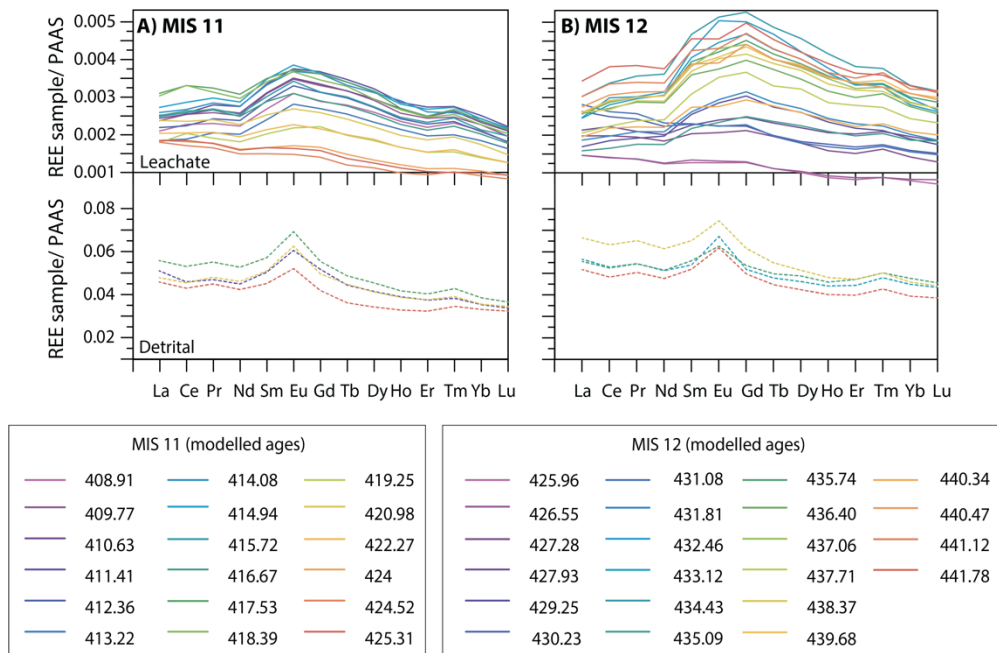 A) MIS 11
B) MIS 12
REE sample/ PAAS
0.005
0.003
0.002
0.001
Leachate
REE sample/ PAAS
0.08
0.06
0.04
0.02
Detrital
La Ce Pr Nd Sm Eu Gd Tb Dy Ho Er Tm Yb Lu
La Ce Pr Nd Sm Eu Gd Tb Dy Ho Er Tm Yb Lu
MIS 11 (modelled ages)
408.91 414.08 419.25
409.77 414.94 420.98
410.63 415.72 422.27
411.41 416.67 424
412.36 417.53 424.52
413.22 418.39 425.31
MIS 12 (modelled ages)
425.96 431.08 435.74 440.34
426.55 431.81 436.40 440.47
427.28 432.46 437.06 441.12
427.93 433.12 437.71 441.78
429.25 434.43 438.37
430.23 435.09 439.68